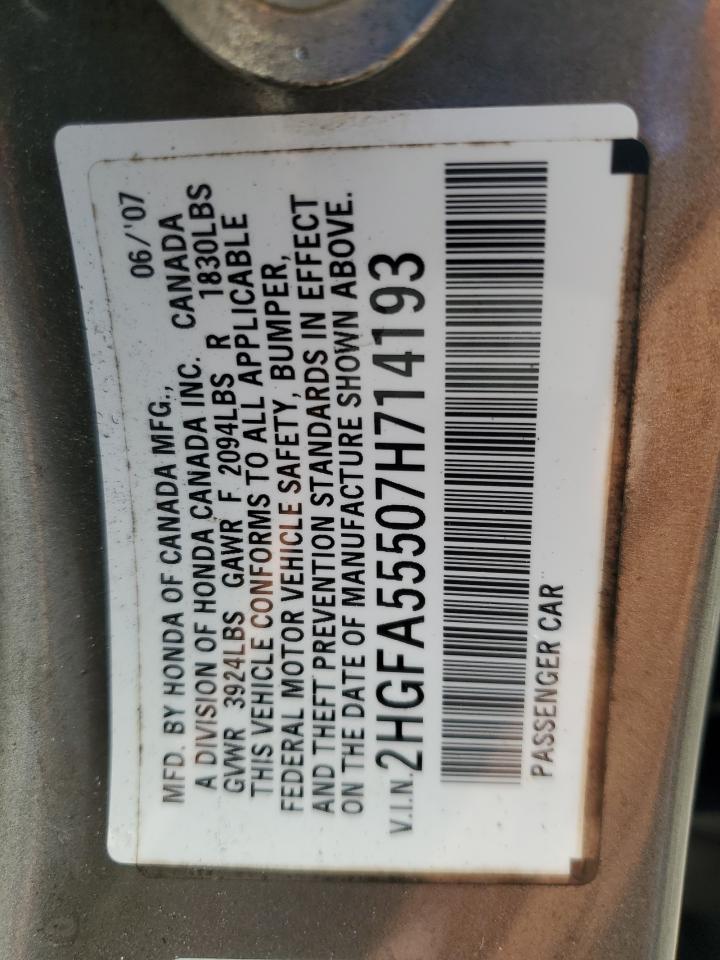 MFD. BY HONDA OF CANADA MFG., 06/'07
A DIVISION OF HONDA CANADA INC. CANADA
GVWR 3924LBS GAWR F 2094LBS R 1830LBS
THIS VEHICLE CONFORMS TO ALL APPLICABLE
FEDERAL MOTOR VEHICLE SAFETY, BUMPER,
AND THEFT PREVENTION STANDARDS IN EFFECT
ON THE DATE OF MANUFACTURE SHOWN ABOVE.
V.I.N. 2HGFA55507H714193
PASSENGER CAR